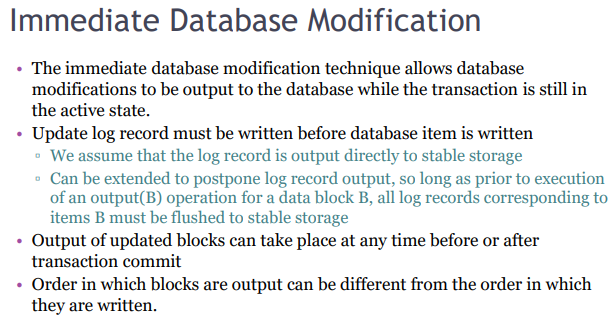 Immediate Database Modification
• The immediate database modification technique allows database
modifications to be output to the database while the transaction is still in
the active state.
• Update log record must be written before database item is written
▫ We assume that the log record is output directly to stable storage
▫ Can be extended to postpone log record output, so long as prior to execution
of an output(B) operation for a data block B, all log records corresponding to
items B must be flushed to stable storage
• Output of updated blocks can take place at any time before or after
transaction commit
• Order in which blocks are output can be different from the order in which
they are written.